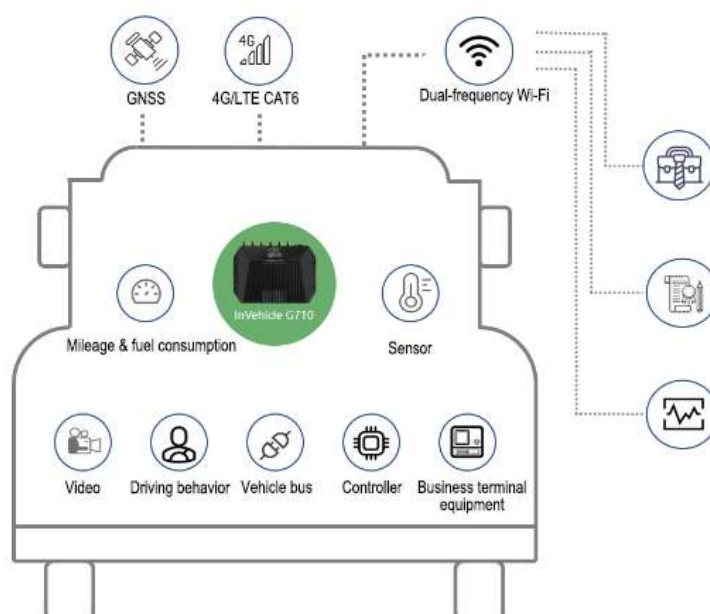 4G
GNSS
4G/LTE CAT6
Dual-frequency Wi-Fi
InVehicle G710
Mileage & fuel consumption
Sensor
Video
Driving behavior
Vehicle bus
Controller
Business terminal
equipment